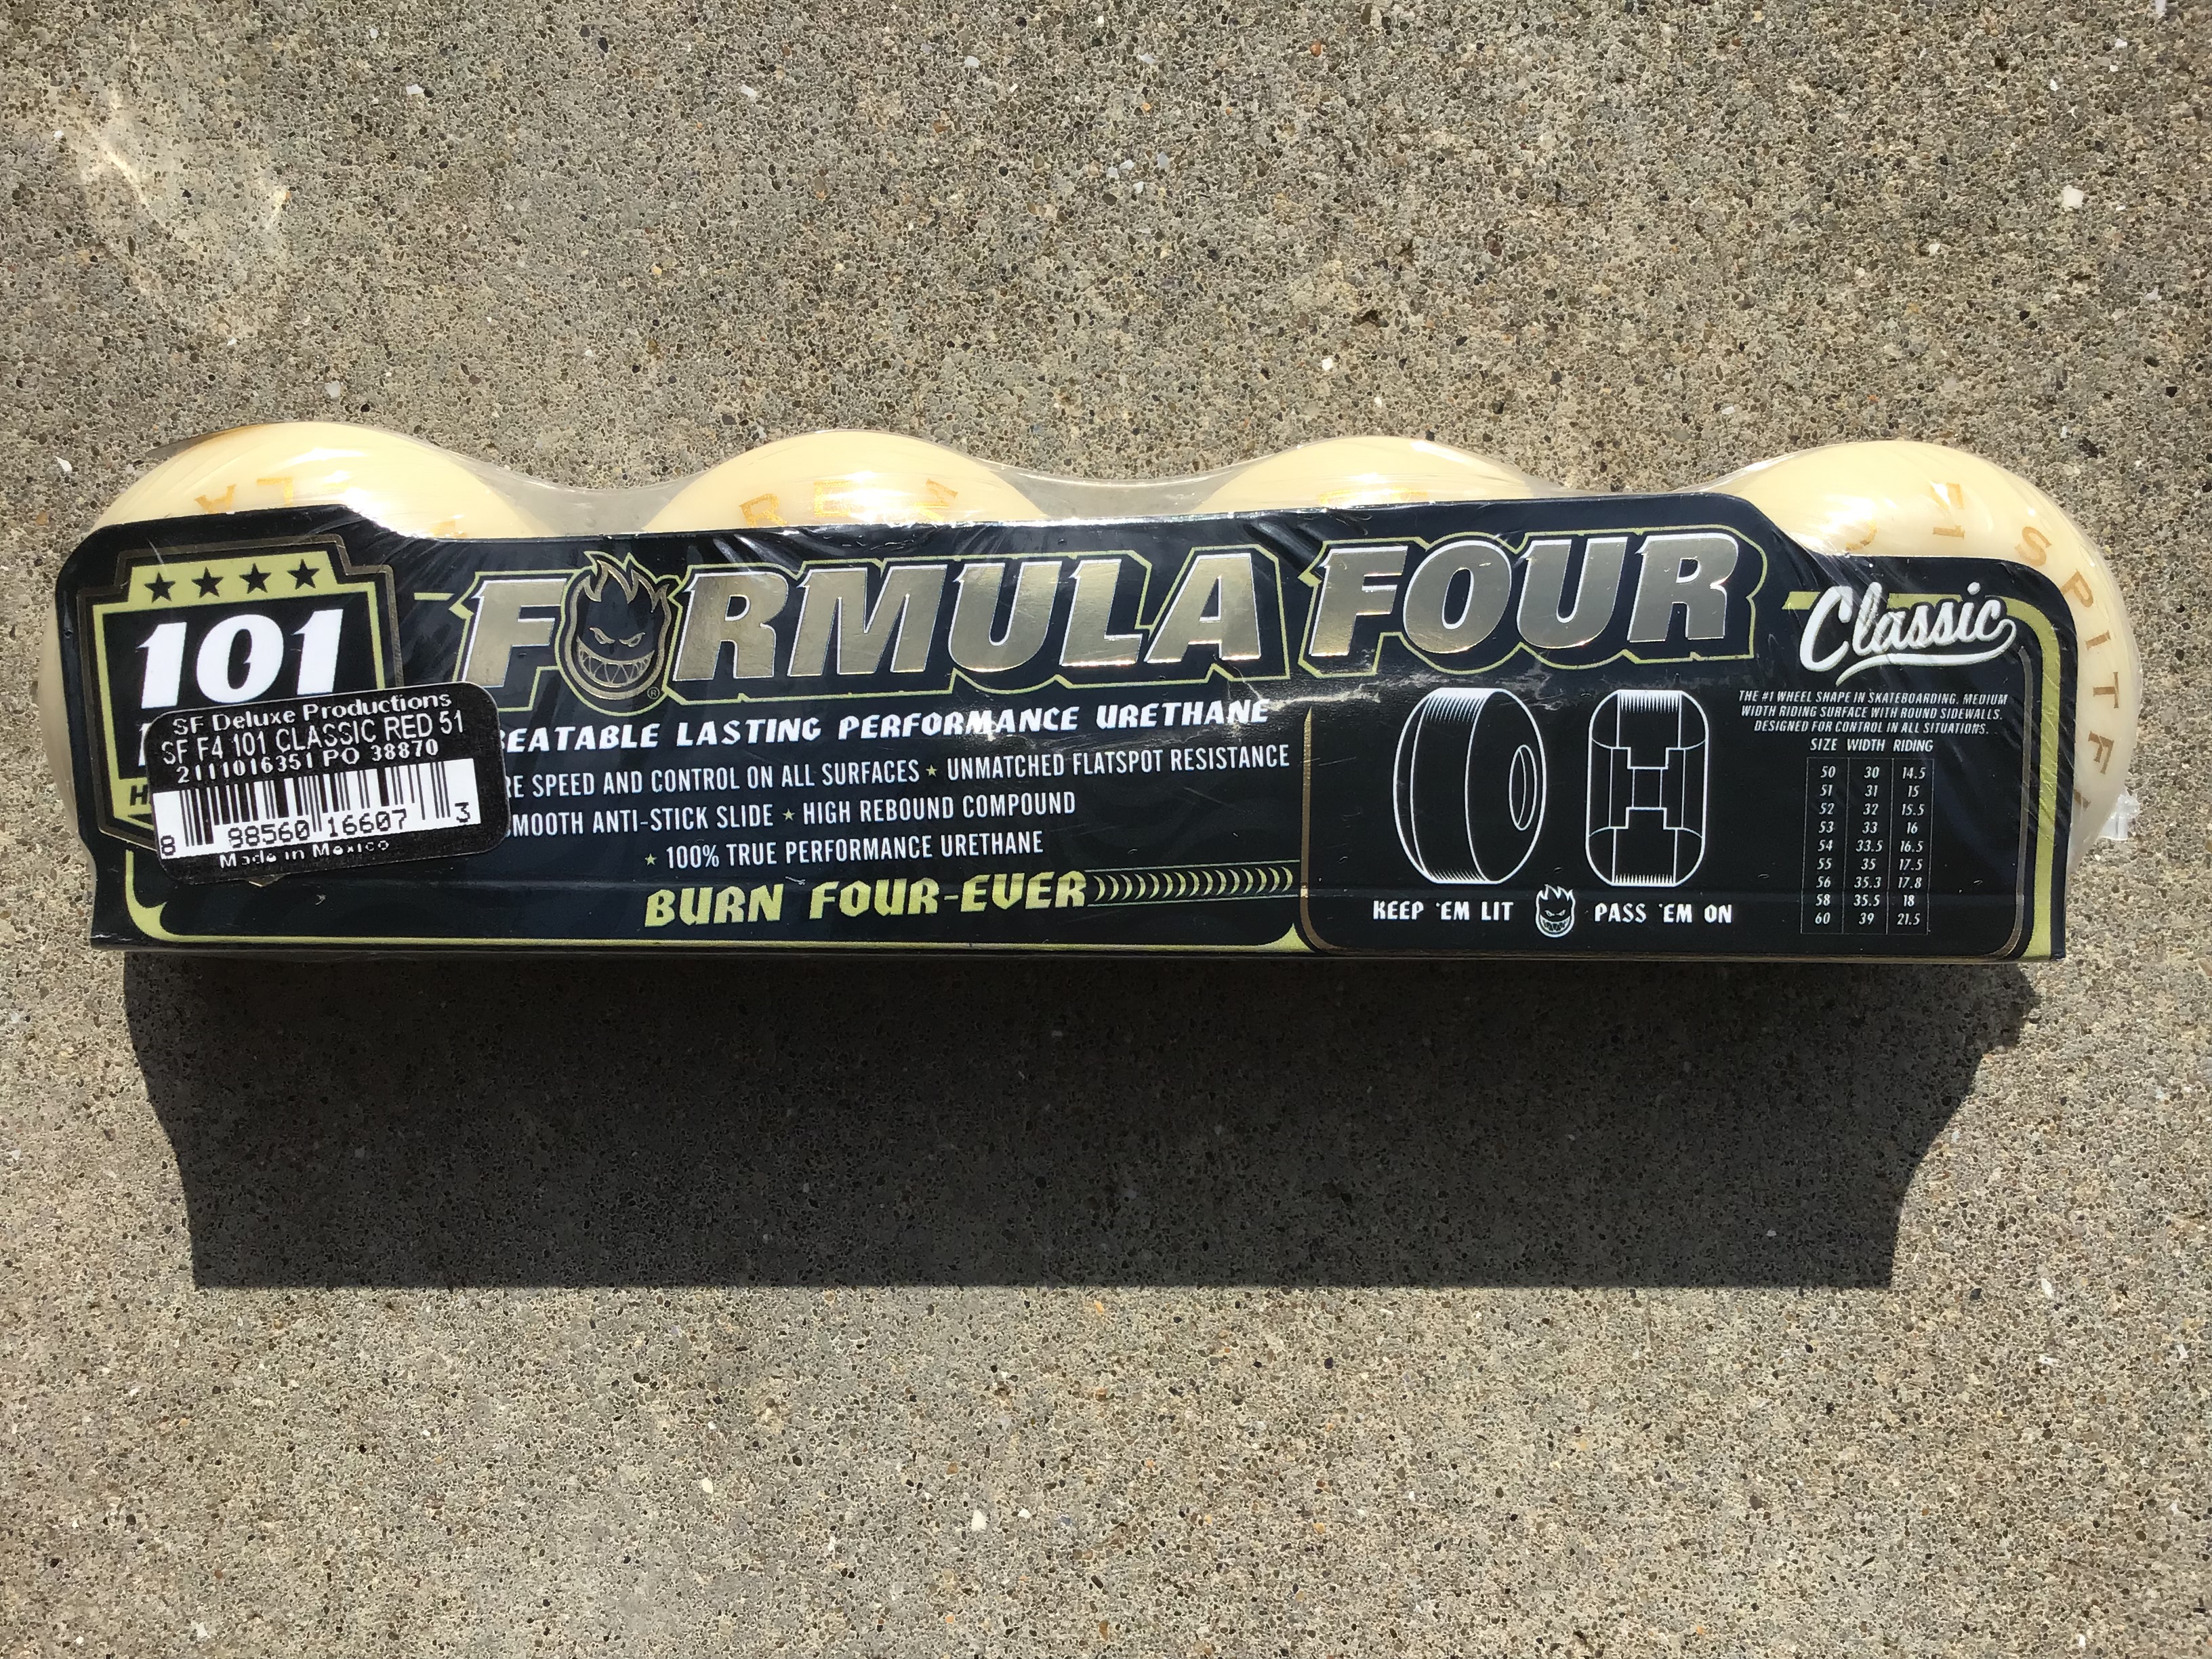 101
SF Deluxe Productions
SF F4 101 CLASSIC RED 51
2111016351 PO 38870
8 98560 16607 3
Made in Mexico
FORMULA FOUR
®
BEATABLE LASTING PERFORMANCE URETHANE
RE SPEED AND CONTROL ON ALL SURFACES ★ UNMATCHED FLATSPOT RESISTANCE
SMOOTH ANTI-STICK SLIDE ★ HIGH REBOUND COMPOUND
★ 100% TRUE PERFORMANCE URETHANE
BURN FOUR-EVER
KEEP 'EM LIT PASS 'EM ON
Classic
THE #1 WHEEL SHAPE IN SKATEBOARDING. MEDIUM
WIDTH RIDING SURFACE WITH ROUND SIDEWALLS.
DESIGNED FOR CONTROL IN ALL SITUATIONS.
SIZE WIDTH RIDING
50 30 14.5
51 31 15
52 32 15.5
53 33 16
54 33.5 16.5
55 35 17.5
56 35.3 17.8
58 35.5 18
60 39 21.5
SPITF